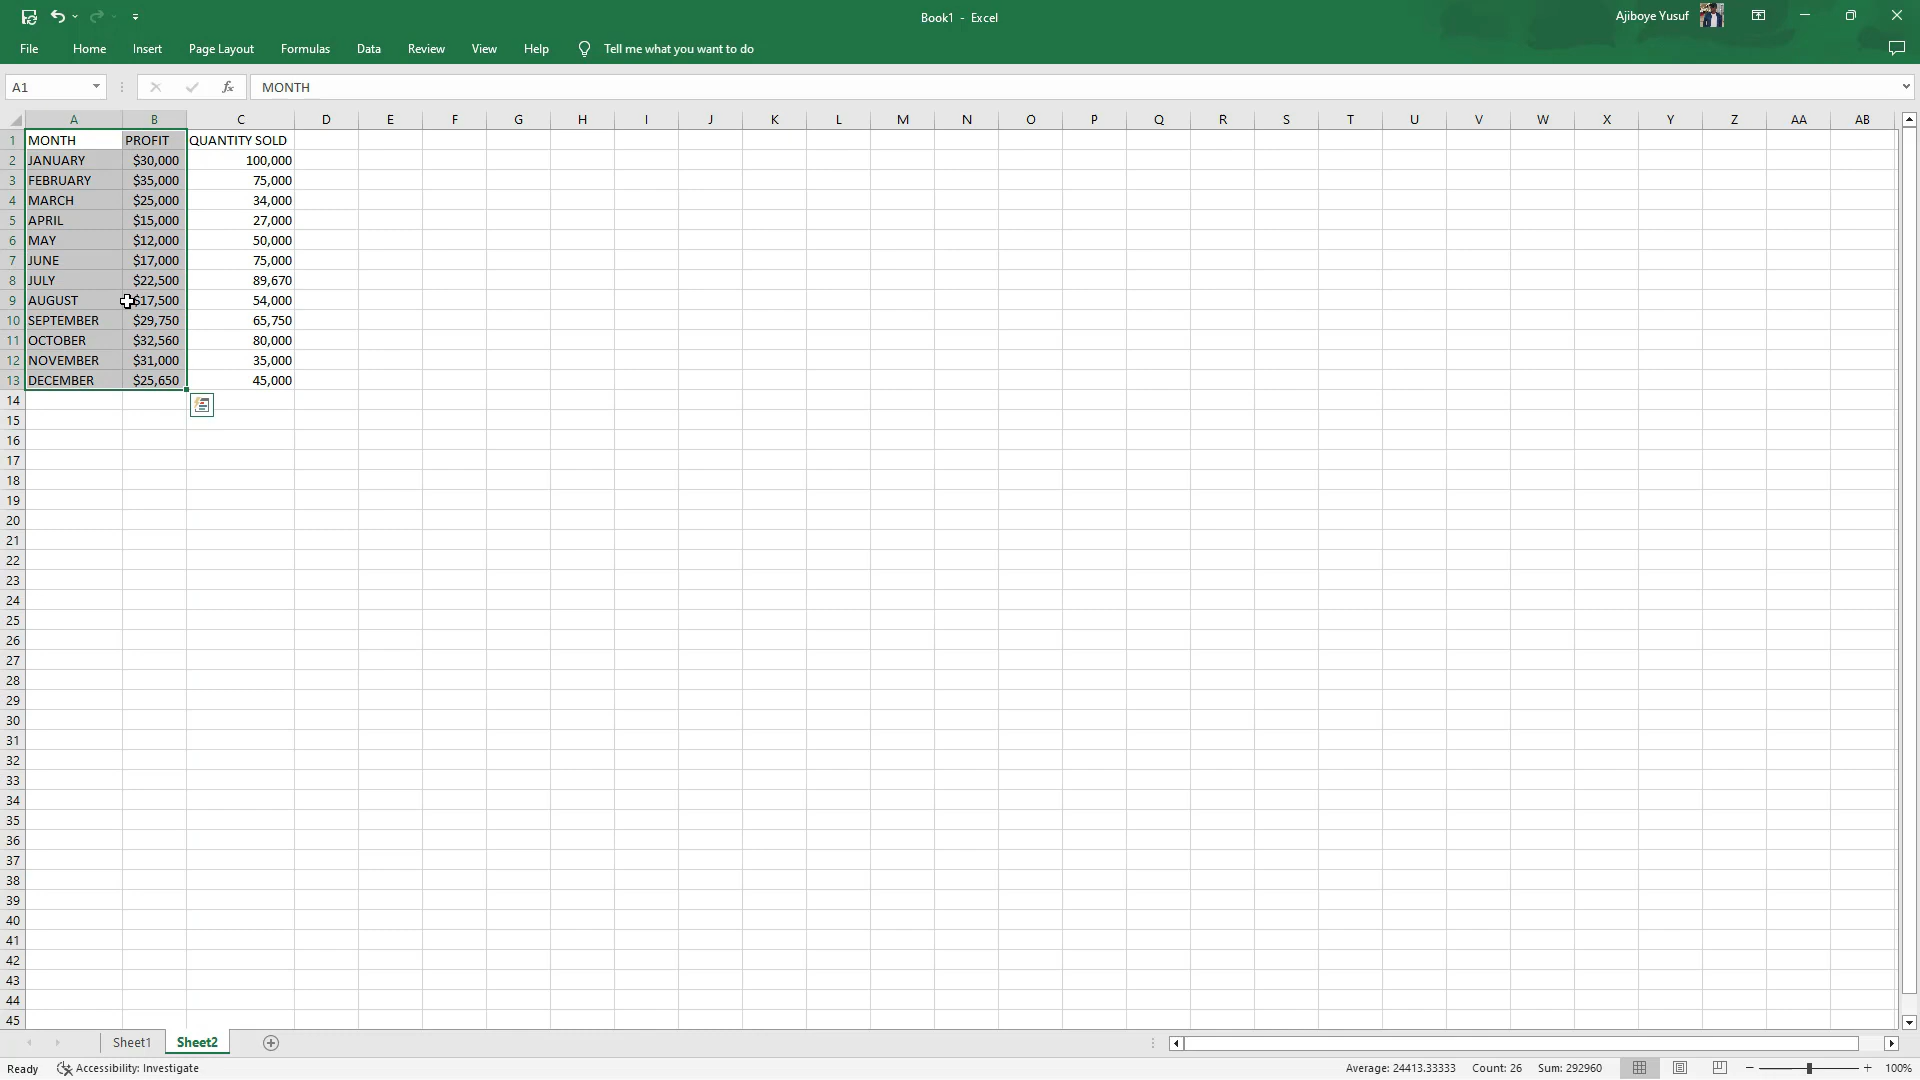 Book1 - Excel
Ajiboye Yusuf
File Home Insert Page Layout Formulas Data Review View Help Tell me what you want to do
A1 fx MONTH
A B C D E F G H I J K L M N O P Q R S T U V W X Y Z AA AB
1 MONTH PROFIT QUANTITY SOLD
2 JANUARY $30,000 100,000
3 FEBRUARY $35,000 75,000
4 MARCH $25,000 34,000
5 APRIL $15,000 27,000
6 MAY $12,000 50,000
7 JUNE $17,000 75,000
8 JULY $22,500 89,670
9 AUGUST $17,500 54,000
10 SEPTEMBER $29,750 65,750
11 OCTOBER $32,560 80,000
12 NOVEMBER $31,000 35,000
13 DECEMBER $25,650 45,000
14
15
16
17
18
19
20
21
22
23
24
25
26
27
28
29
30
31
32
33
34
35
36
37
38
39
40
41
42
43
44
45
Sheet1 Sheet2
Ready Accessibility: Investigate Average: 24413.33333 Count: 26 Sum: 292960 100%